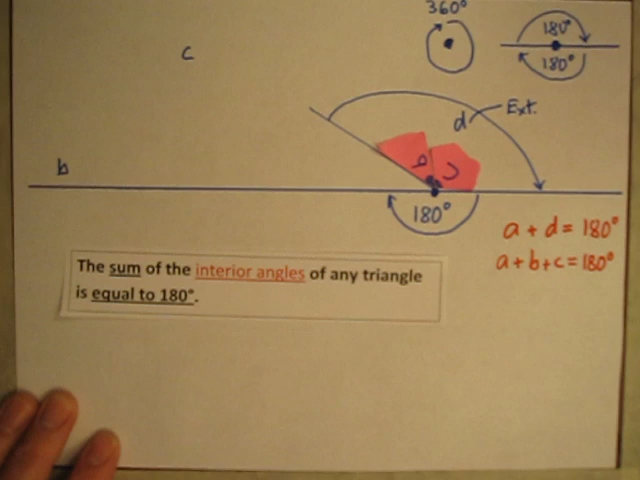 360°
180°
180°
c
d
Ext.
b
b
c
180°
a + d = 180°
a + b + c = 180°
The sum of the interior angles of any triangle
is equal to 180°.